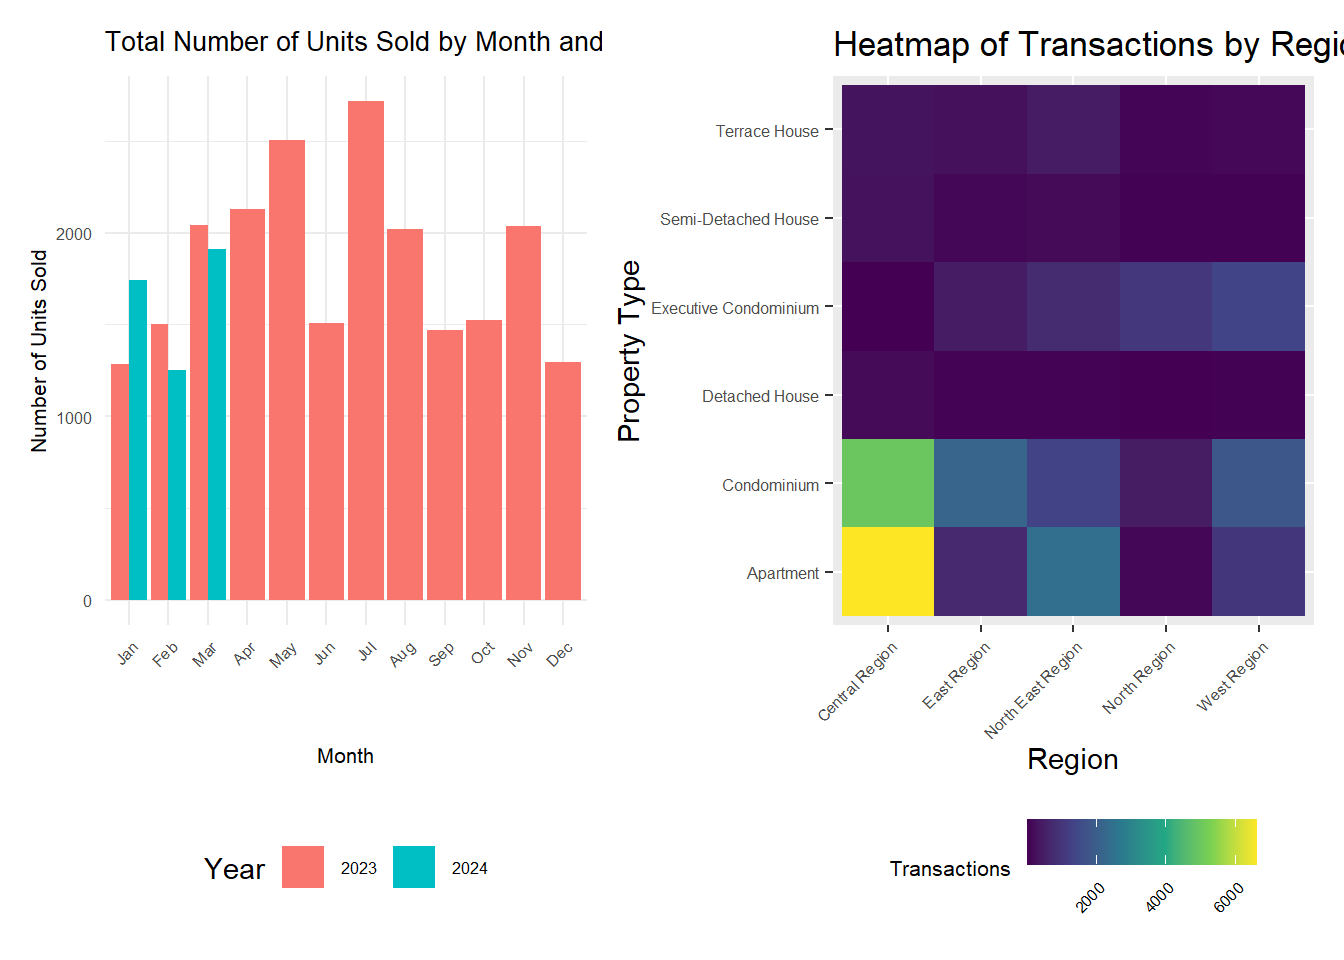 Total Number of Units Sold by Month and
Number of Units Sold
2000
1000
0
Jan
Feb
Mar
Apr
May
Jun
Jul
Aug
Sep
Oct
Nov
Dec
Month
Year
2023
2024
Heatmap of Transactions by Regio
Property Type
Terrace House
Semi-Detached House
Executive Condominium
Detached House
Condominium
Apartment
Central Region
East Region
North East Region
North Region
West Region
Region
Transactions
2000
4000
6000